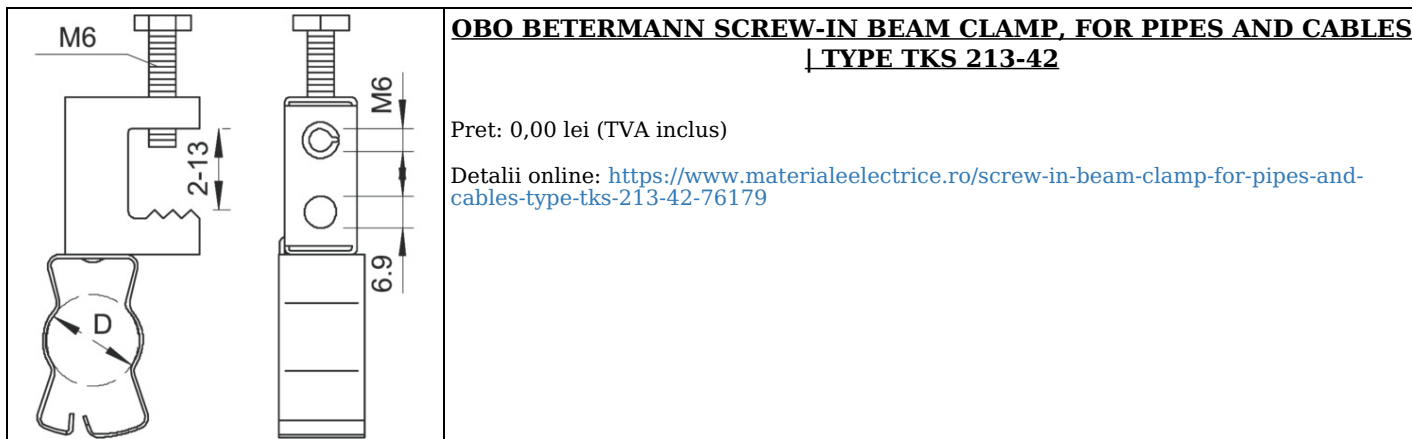 M6
2-13
D
M6
6.9
OBO BETERMANN SCREW-IN BEAM CLAMP, FOR PIPES AND CABLES
| TYPE TKS 213-42
Pret: 0,00 lei (TVA inclus)
Detalii online: https://www.materialeelectrice.ro/screw-in-beam-clamp-for-pipes-and-
cables-type-tks-213-42-76179